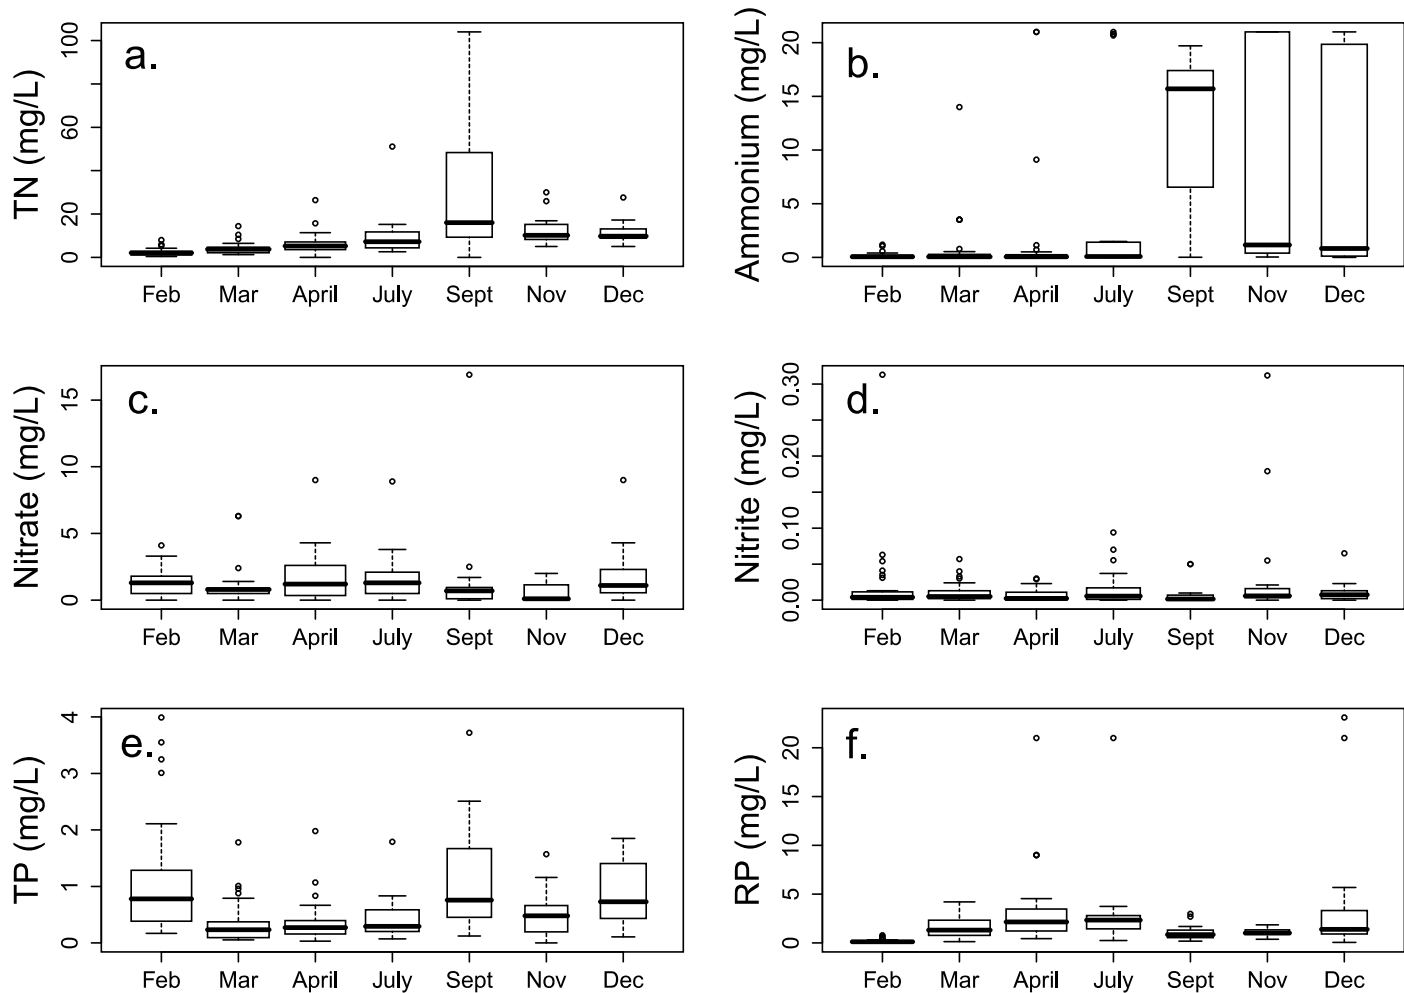 a.
TN (mg/L)
100
60
20
0
Feb Mar April July Sept Nov Dec
b.
Ammonium (mg/L)
20
15
10
5
0
Feb Mar April July Sept Nov Dec
c.
Nitrate (mg/L)
15
5
0
Feb Mar April July Sept Nov Dec
d.
Nitrite (mg/L)
0.30
0.20
0.10
0.00
Feb Mar April July Sept Nov Dec
e.
TP (mg/L)
4
3
2
1
0
Feb Mar April July Sept Nov Dec
f.
RP (mg/L)
20
15
10
5
0
Feb Mar April July Sept Nov Dec